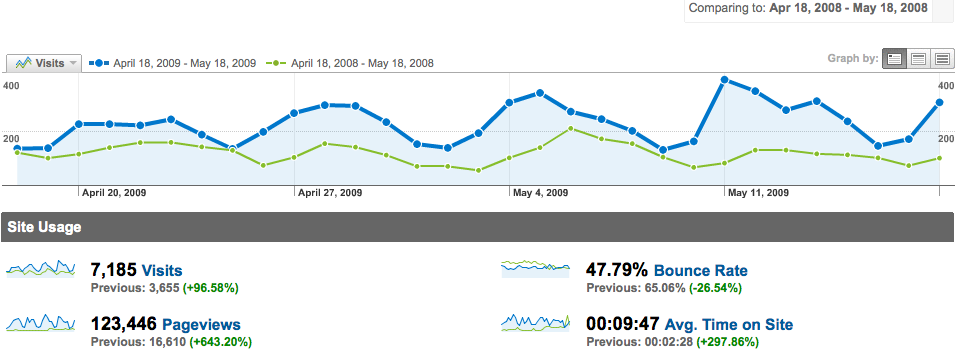 Comparing to: Apr 18, 2008 - May 18, 2008
Visits April 18, 2009 - May 18, 2009 April 18, 2008 - May 18, 2008 Graph by:
400 400
200 200
April 20, 2009 April 27, 2009 May 4, 2009 May 11, 2009
Site Usage
7,185 Visits
Previous: 3,655 (+96.58%)
47.79% Bounce Rate
Previous: 65.06% (-26.54%)
123,446 Pageviews
Previous: 16,610 (+643.20%)
00:09:47 Avg. Time on Site
Previous: 00:02:28 (+297.86%)